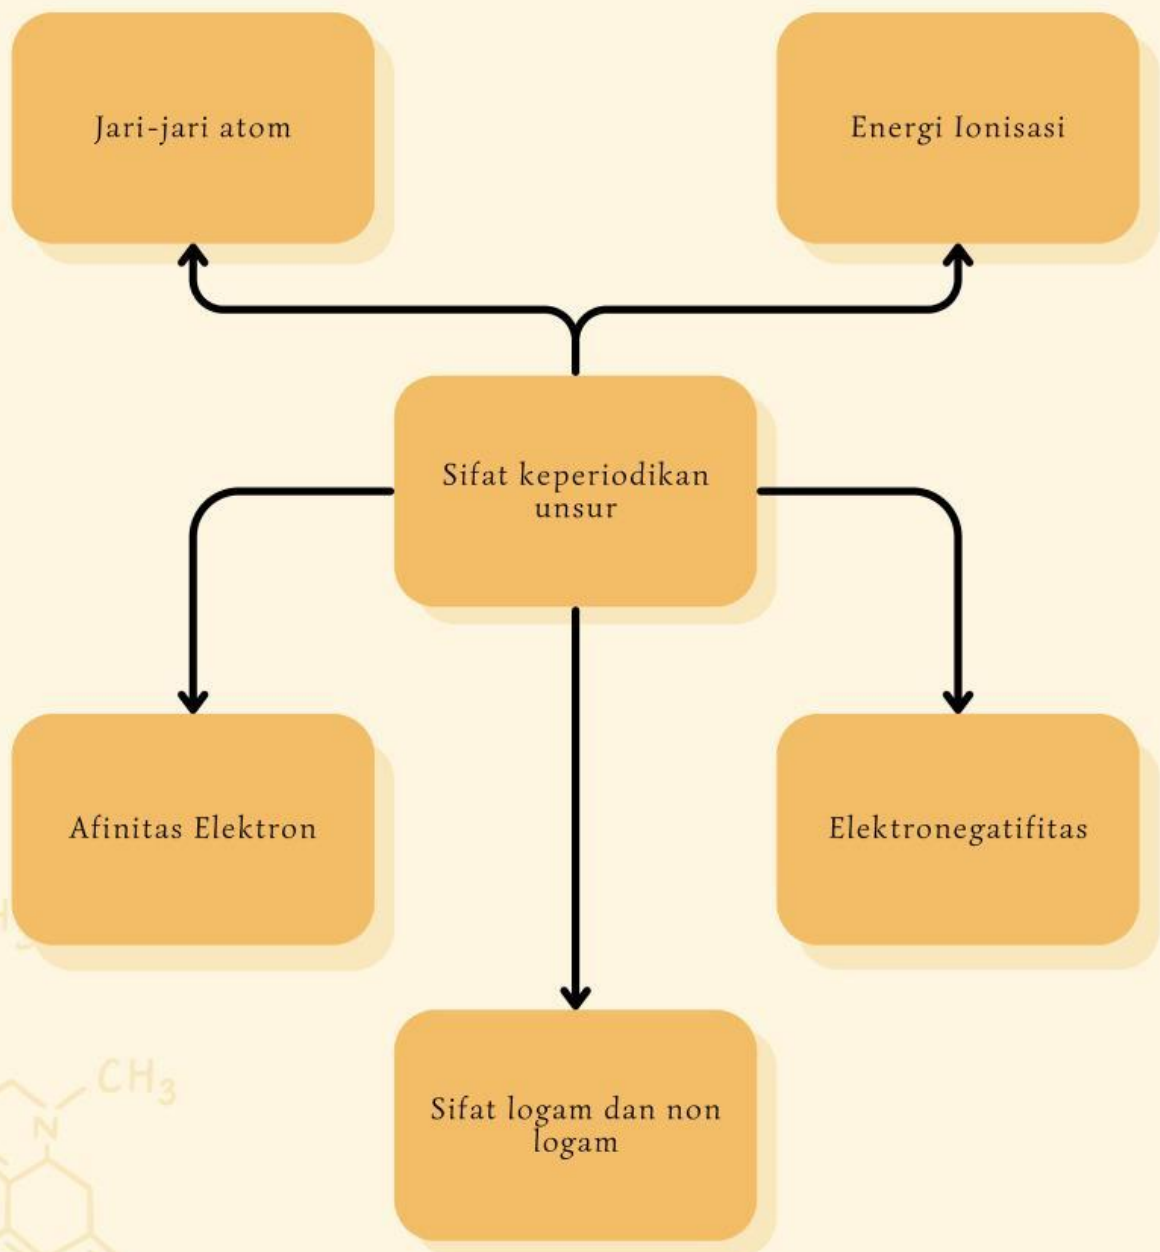 Jari-jari atom
Energi Ionisasi
Sifat keperiodikan
unsur
Afinitas Elektron
Elektronegatifitas
Sifat logam dan non
logam
CH3
N